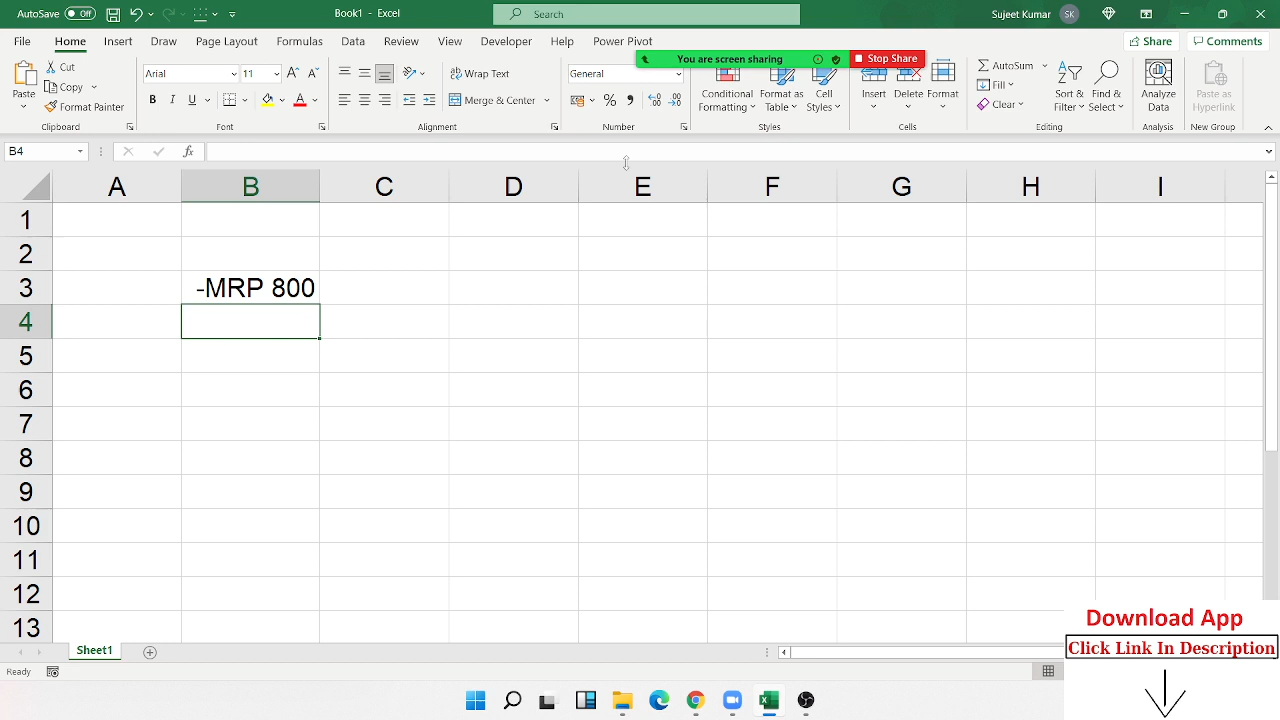 AutoSave Off Book1 - Excel Search Sujeet Kumar SK
File Home Insert Draw Page Layout Formulas Data Review View Developer Help Power Pivot Share Comments
You are screen sharing Stop Share
Paste Cut Copy Format Painter Clipboard
Arial 11 B I U A Font
Wrap Text Merge & Center Alignment
General % , Number
Conditional Formatting Format as Table Cell Styles Styles
Insert Delete Format Cells
AutoSum Fill Clear Sort & Filter Find & Select Editing
Analyze Data Analysis
Paste as Hyperlink New Group
B4 fx
A B C D E F G H I
1
2
3 -MRP 800
4
5
6
7
8
9
10
11
12
13
Download App
Click Link In Description
Sheet1
Ready